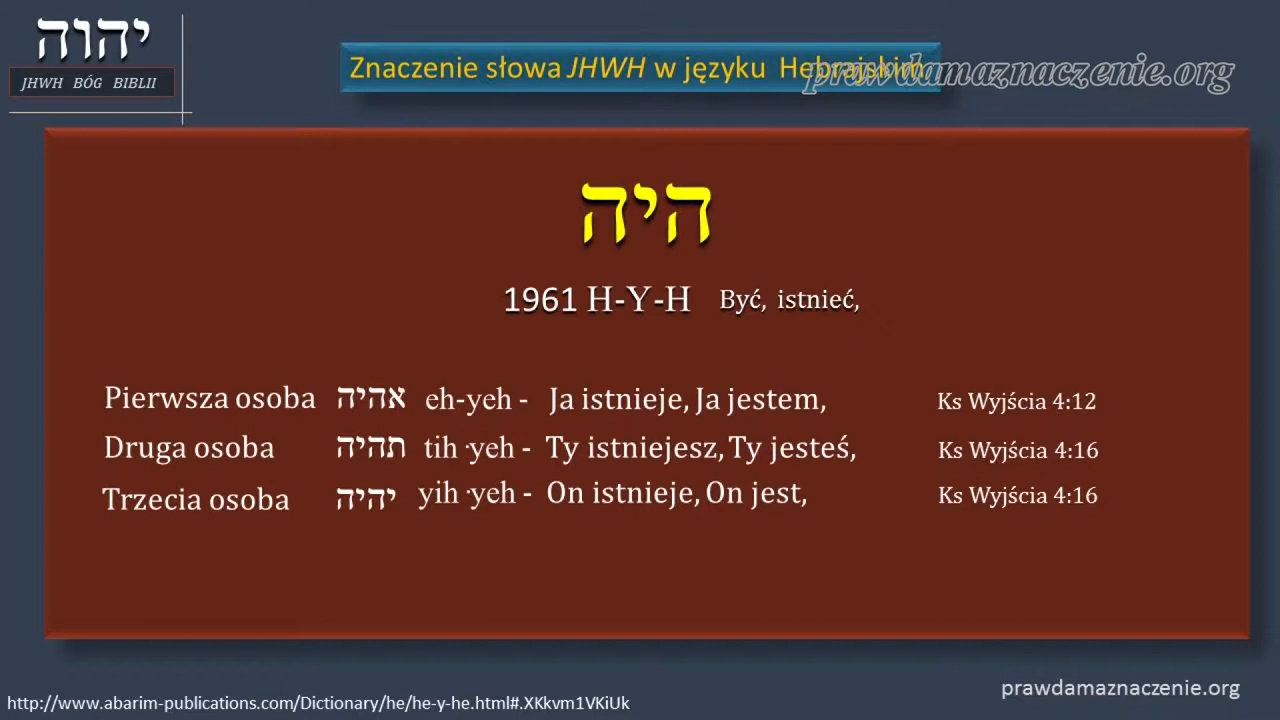 יהוה
JHWH BÓG BIBLII
Znaczenie słowa JHWH w języku Hebrajskim
prawdamaznaczenie.org
היה
1961 H-Y-H Być, istnieć,
Pierwsza osoba אהיה eh-yeh - Ja istnieje, Ja jestem, Ks Wyjścia 4:12
Druga osoba תהיה tih ·yeh - Ty istniejesz, Ty jesteś, Ks Wyjścia 4:16
Trzecia osoba יהיה yih ·yeh - On istnieje, On jest, Ks Wyjścia 4:16
prawdamaznaczenie.org
http://www.abarim-publications.com/Dictionary/he/he-y-he.html#.XKkvm1VKiUk